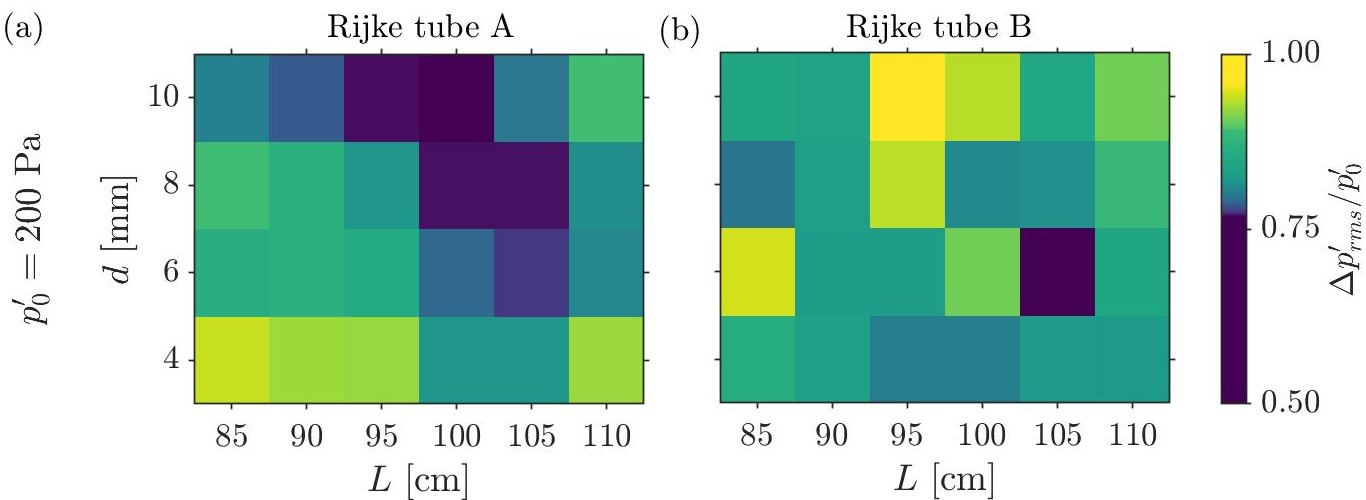 (a)
Rijke tube A
(b)
Rijke tube B
p′₀ = 200 Pa
d [mm]
10
8
6
4
85 90 95 100 105 110
L [cm]
85 90 95 100 105 110
L [cm]
1.00
0.75
0.50
Δp′rms/p′₀